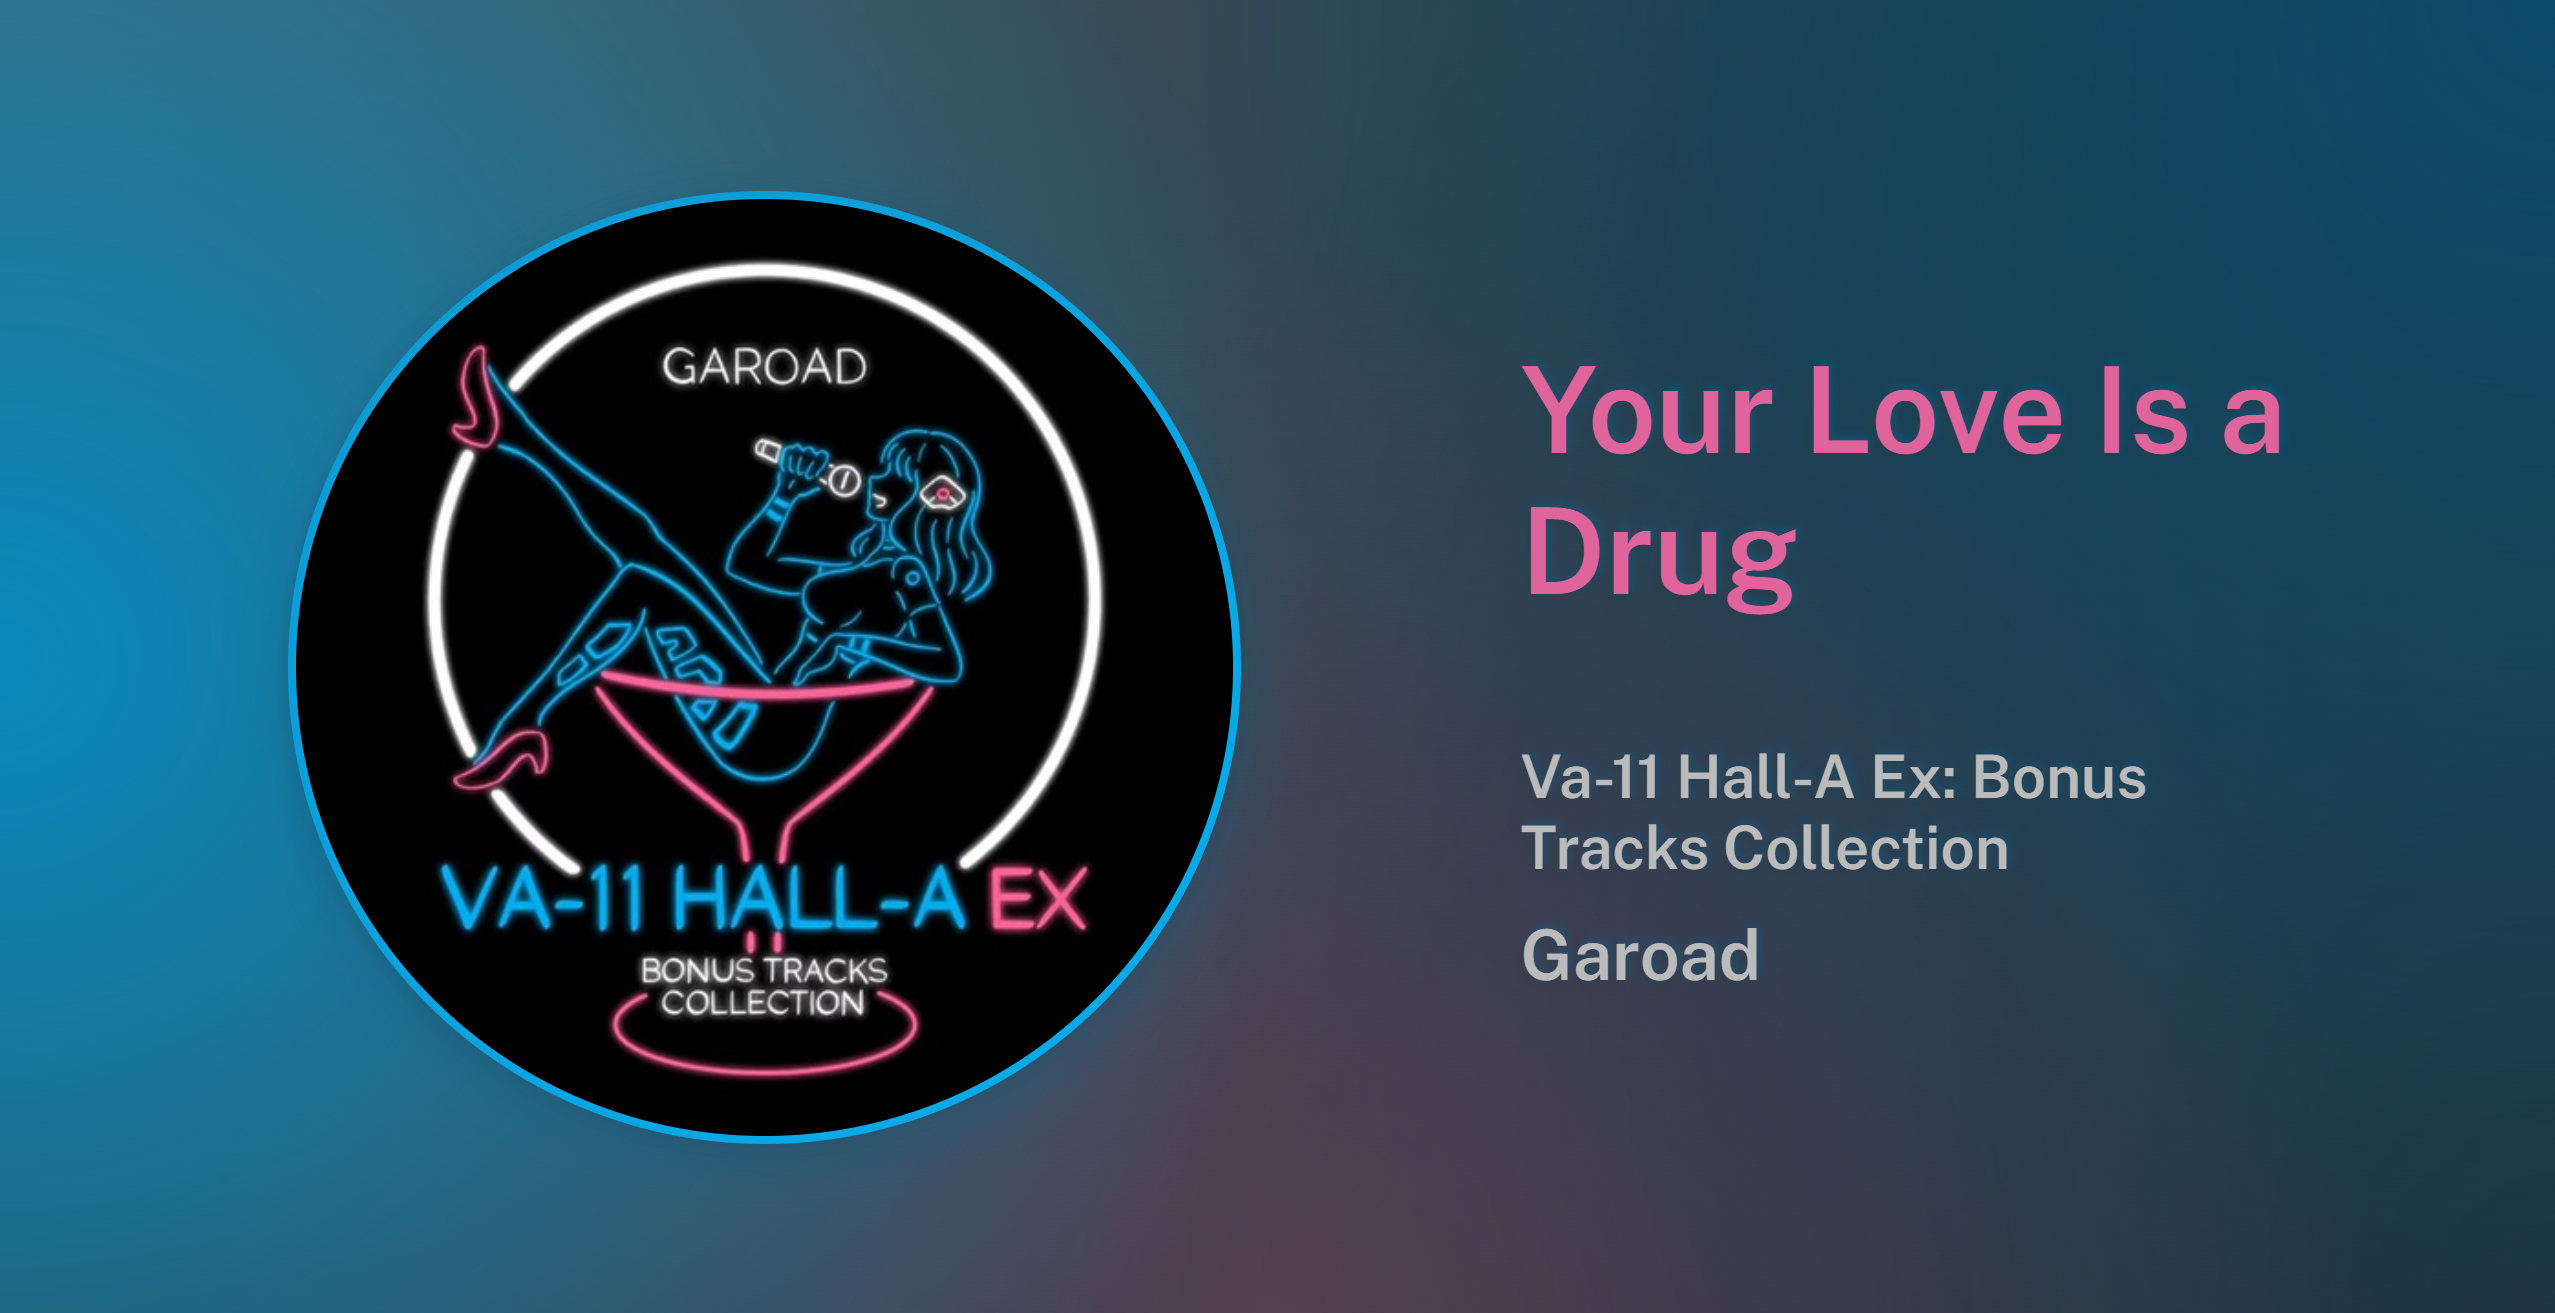 GAROAD
VA-11 HALL-A EX
BONUS TRACKS
COLLECTION
Your Love Is a
Drug
Va-11 Hall-A Ex: Bonus
Tracks Collection
Garoad